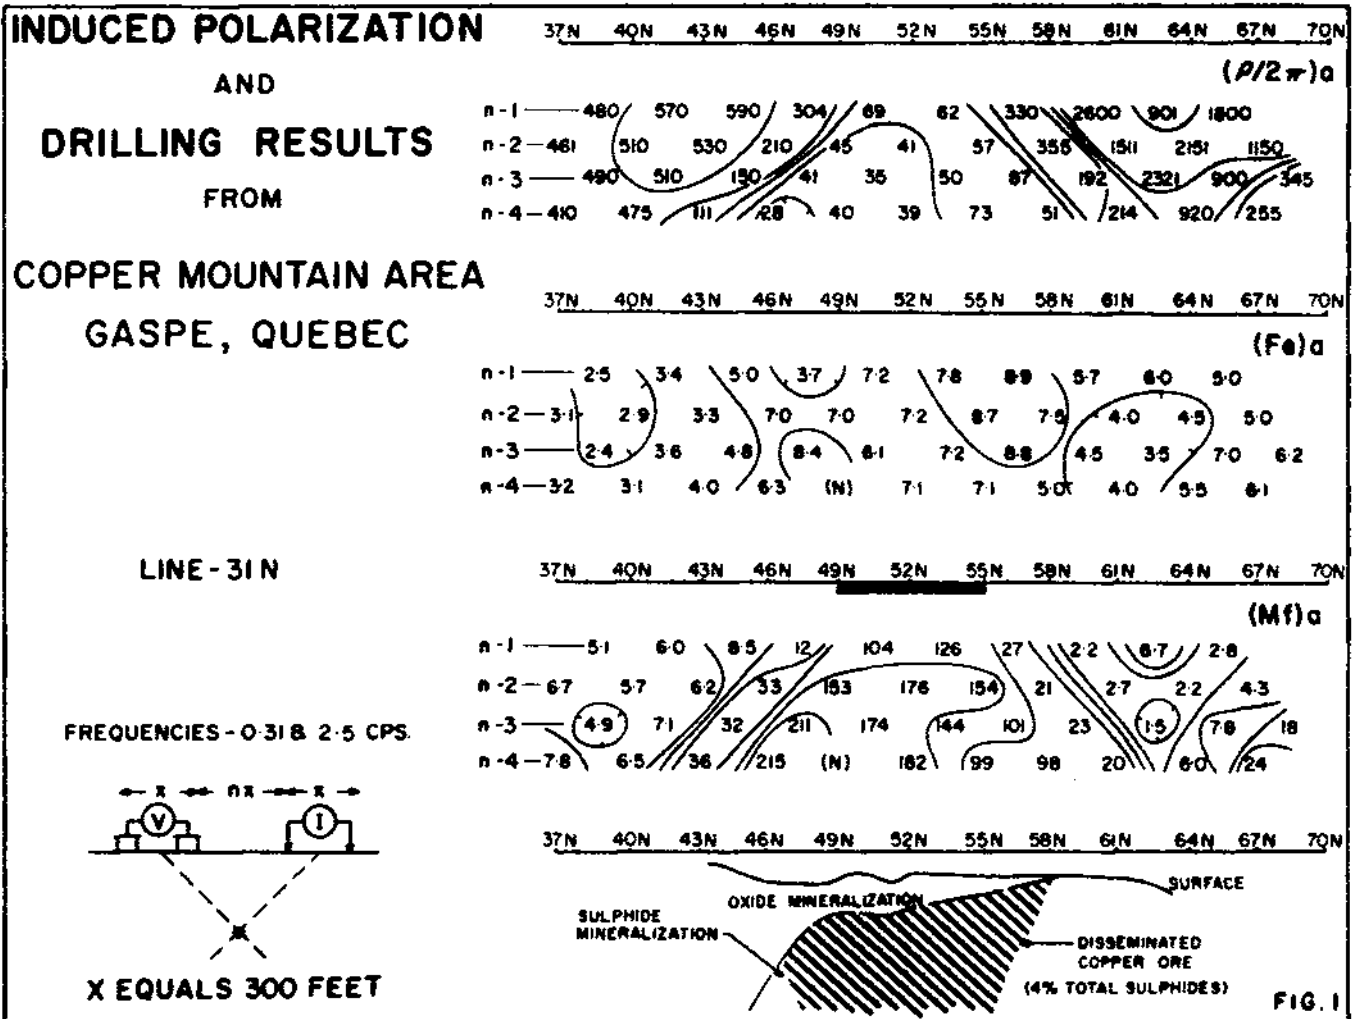 INDUCED POLARIZATION
AND
DRILLING RESULTS
FROM
COPPER MOUNTAIN AREA
GASPE, QUEBEC
LINE-31N
FREQUENCIES-0.31 & 2.5 CPS.
x nx x
V I
X EQUALS 300 FEET
37N 40N 43N 46N 49N 52N 55N 58N 61N 64N 67N 70N
(ρ/2π)a
n-1 480 570 590 304 69 62 330 2600 901 1800
n-2 461 510 530 210 45 41 57 355 1511 2151 1150
n-3 490 510 150 41 35 50 87 192 2321 900 345
n-4 410 475 111 28 40 39 73 51 214 920 255
37N 40N 43N 46N 49N 52N 55N 58N 61N 64N 67N 70N
(Fe)a
n-1 2.5 3.4 5.0 3.7 7.2 7.8 8.9 5.7 6.0 5.0
n-2 3.1 2.9 3.3 7.0 7.0 7.2 8.7 7.5 4.0 4.5 5.0
n-3 2.4 3.6 4.8 8.4 6.1 7.2 8.8 4.5 3.5 7.0 6.2
n-4 3.2 3.1 4.0 6.3 (N) 7.1 7.1 5.0 4.0 5.5 6.1
37N 40N 43N 46N 49N 52N 55N 58N 61N 64N 67N 70N
(Mf)a
n-1 5.1 6.0 8.5 12 104 126 27 2.2 6.7 2.8
n-2 6.7 5.7 6.2 33 153 176 154 21 2.7 2.2 4.3
n-3 4.9 7.1 32 211 174 144 101 23 1.5 7.8 18
n-4 7.8 6.5 36 215 (N) 182 99 98 20 6.0 24
37N 40N 43N 46N 49N 52N 55N 58N 61N 64N 67N 70N
SURFACE
OXIDE MINERALIZATION
SULPHIDE
MINERALIZATION
DISSEMINATED
COPPER ORE
(4% TOTAL SULPHIDES)
FIG. 1